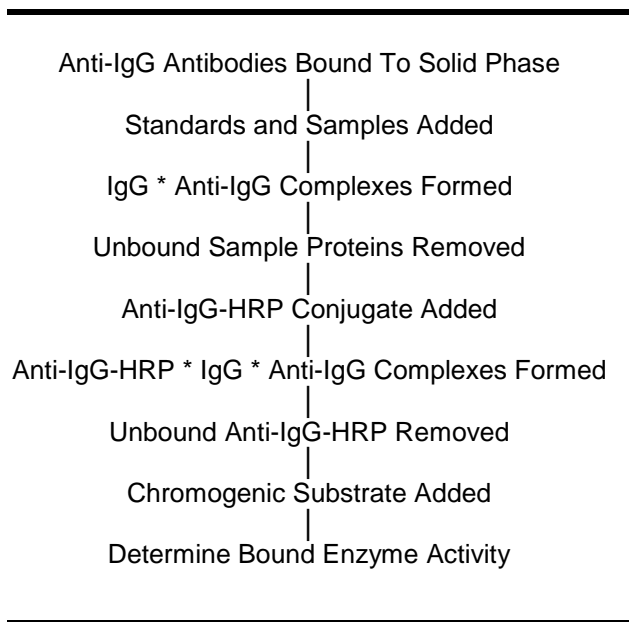 Anti-IgG Antibodies Bound To Solid Phase
Standards and Samples Added
IgG * Anti-IgG Complexes Formed
Unbound Sample Proteins Removed
Anti-IgG-HRP Conjugate Added
Anti-IgG-HRP * IgG * Anti-IgG Complexes Formed
Unbound Anti-IgG-HRP Removed
Chromogenic Substrate Added
Determine Bound Enzyme Activity